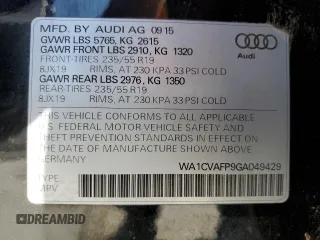 MFD. BY AUDI AG 09 15
GVWR LBS 5765, KG 2615
GAWR FRONT LBS 2910, KG 1320
FRONT-TIRES 235/55 R19
8JX19 RIMS, AT 230 KPA 33 PSI COLD
GAWR REAR LBS 2976, KG 1350
REAR-TIRES 235/55 R19
8JX19 RIMS, AT 230 KPA 33 PSI COLD
Audi
THIS VEHICLE CONFORMS TO ALL APPLICABLE
U.S. FEDERAL MOTOR VEHICLE SAFETY
AND THEFT PREVENTION STANDARDS IN EFFECT ON
THE DATE OF MANUFACTURE SHOWN ABOVE
GERMANY
WA1CVAFP9GA049429
TYPE:
MPV
© DREAMBID